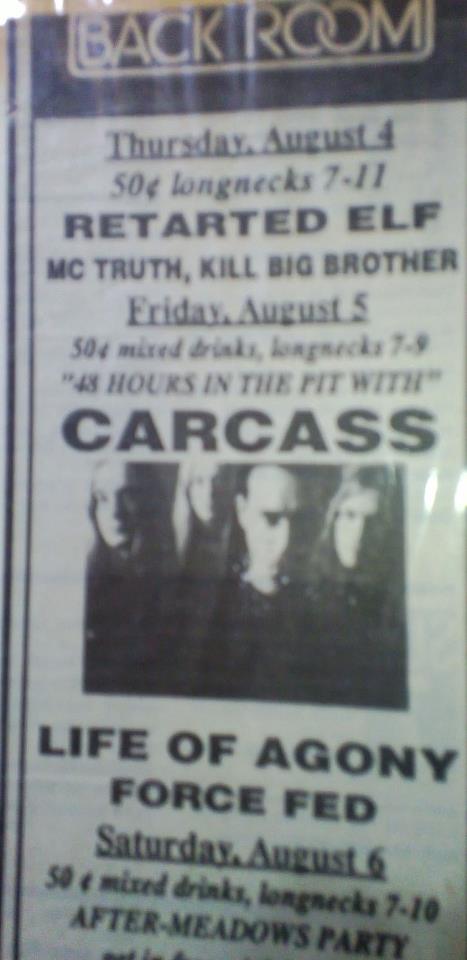 BACK ROOM
Thursday, August 4
50¢ longnecks 7-11
RETARTED ELF
MC TRUTH, KILL BIG BROTHER
Friday, August 5
50¢ mixed drinks, longnecks 7-9
"48 HOURS IN THE PIT WITH"
CARCASS
LIFE OF AGONY
FORCE FED
Saturday, August 6
50 ¢ mixed drinks, longnecks 7-10
AFTER-MEADOWS PARTY
get in